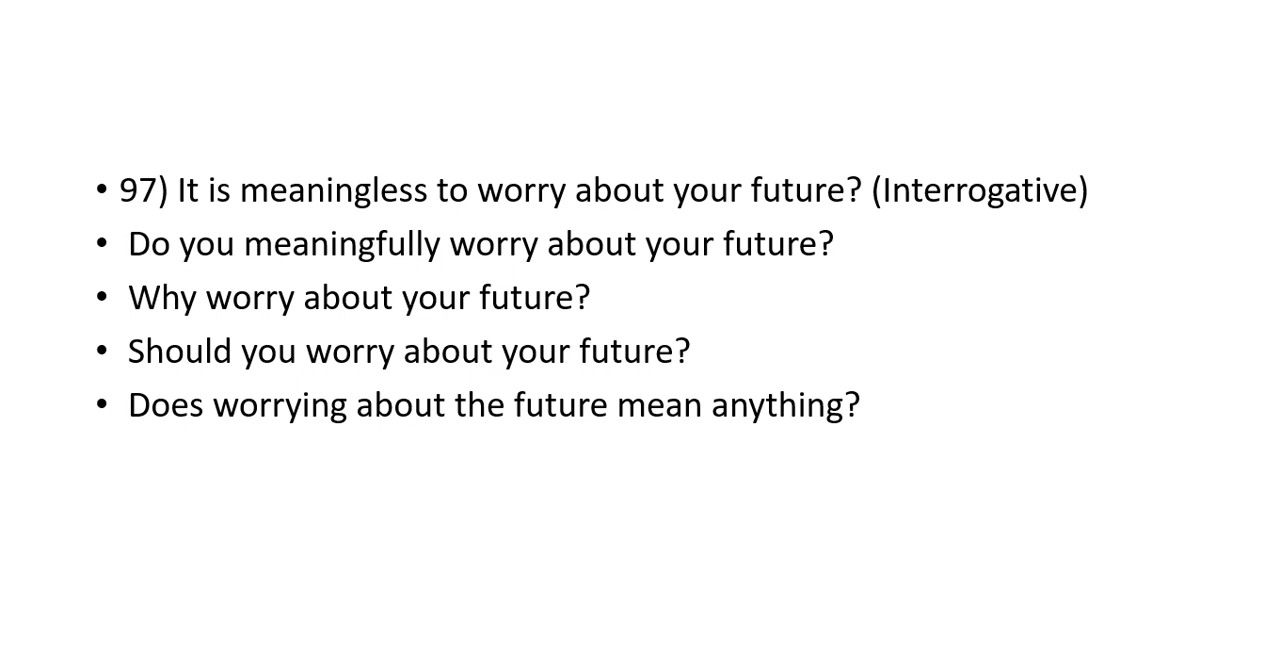 • 97) It is meaningless to worry about your future? (Interrogative)
• Do you meaningfully worry about your future?
• Why worry about your future?
• Should you worry about your future?
• Does worrying about the future mean anything?